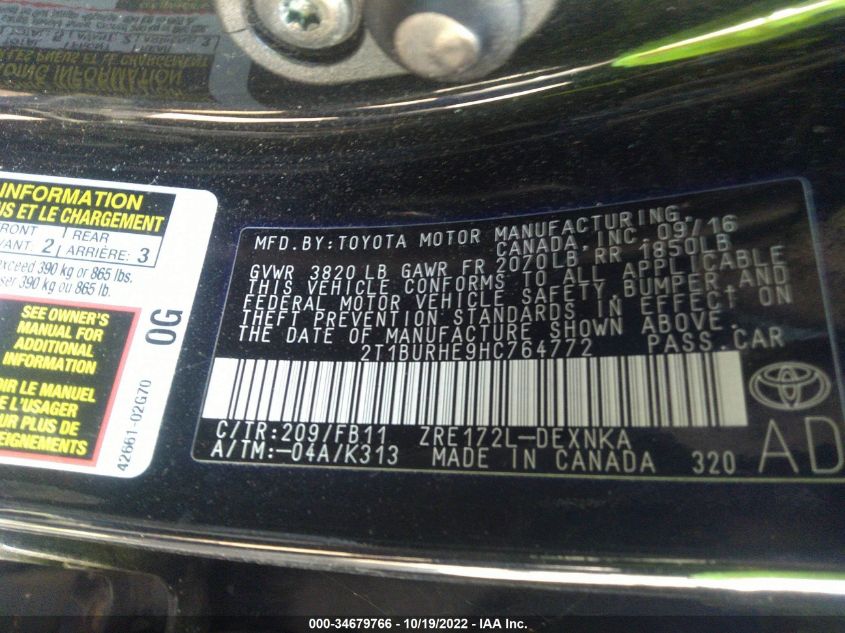 INFORMATION
IS ET LE CHARGEMENT
FRONT
VANT. 2
REAR
ARRIÈRE: 3
exceed 390 kg or 865 lbs.
ser 390 kg ou 865 lb.
SEE OWNER'S
MANUAL FOR
ADDITIONAL
INFORMATION
OIR LE MANUEL
E L'USAGER
OUR PLUS DE
SEIGNEMENTS
0G
42661-02G70
MFD. BY: TOYOTA MOTOR MANUFACTURING,
CANADA, INC. 09/16
GVWR 3820 LB GAWR FR 2070LB, RR 1850LB
THIS VEHICLE CONFORMS TO ALL APPLICABLE
FEDERAL MOTOR VEHICLE SAFETY, BUMPER, AND
THEFT PREVENTION STANDARDS IN EFFECT ON
THE DATE OF MANUFACTURE SHOWN ABOVE.
2T1BURHE9HC764772 PASS. CAR
C/TR: 209/FB11 ZRE172L-DEXNKA
A/TM: -04A/K313 MADE IN CANADA 320
AD
000-34679766 - 10/19/2022 - IAA Inc.